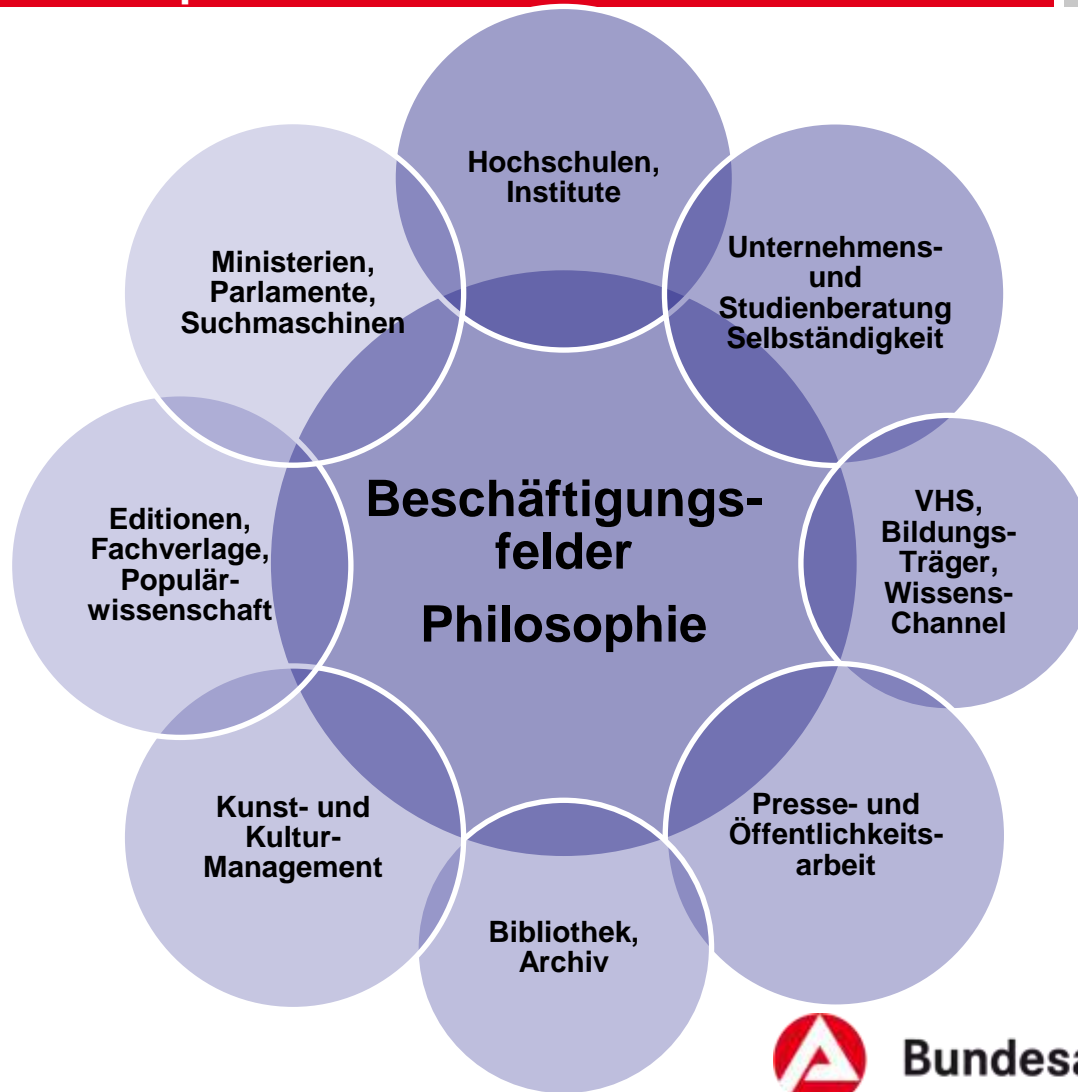 Hochschulen,
Institute
Unternehmens-
und
Studienberatung
Selbständigkeit
Ministerien,
Parlamente,
Suchmaschinen
Beschäftigungs-
felder
Philosophie
VHS,
Bildungs-
Träger,
Wissens-
Channel
Editionen,
Fachverlage,
Populär-
wissenschaft
Presse- und
Öffentlichkeits-
arbeit
Kunst- und
Kultur-
Management
Bibliothek,
Archiv